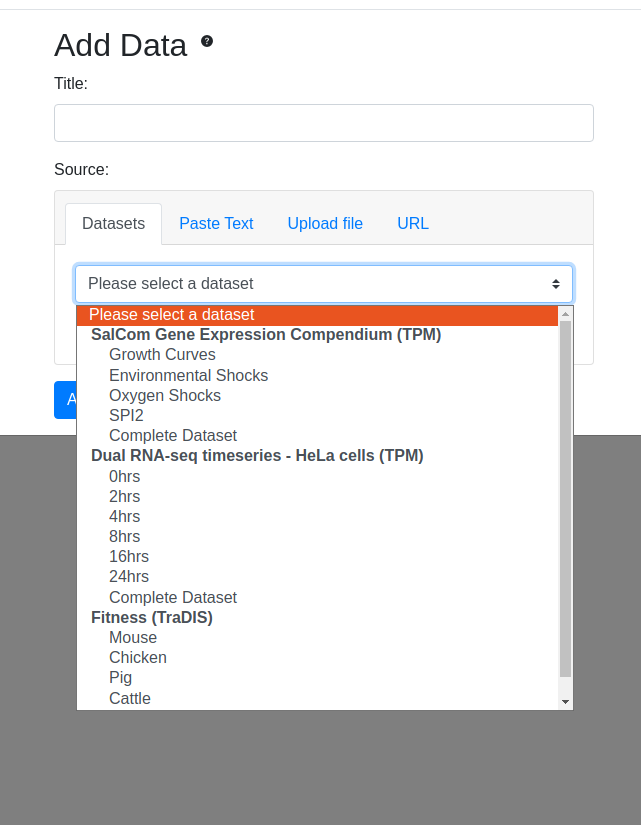 Add Data ?
Title:
Source:
Datasets Paste Text Upload file URL
Please select a dataset
Please select a dataset
SalCom Gene Expression Compendium (TPM)
Growth Curves
Environmental Shocks
Oxygen Shocks
SPI2
Complete Dataset
Dual RNA-seq timeseries - HeLa cells (TPM)
0hrs
2hrs
4hrs
8hrs
16hrs
24hrs
Complete Dataset
Fitness (TraDIS)
Mouse
Chicken
Pig
Cattle